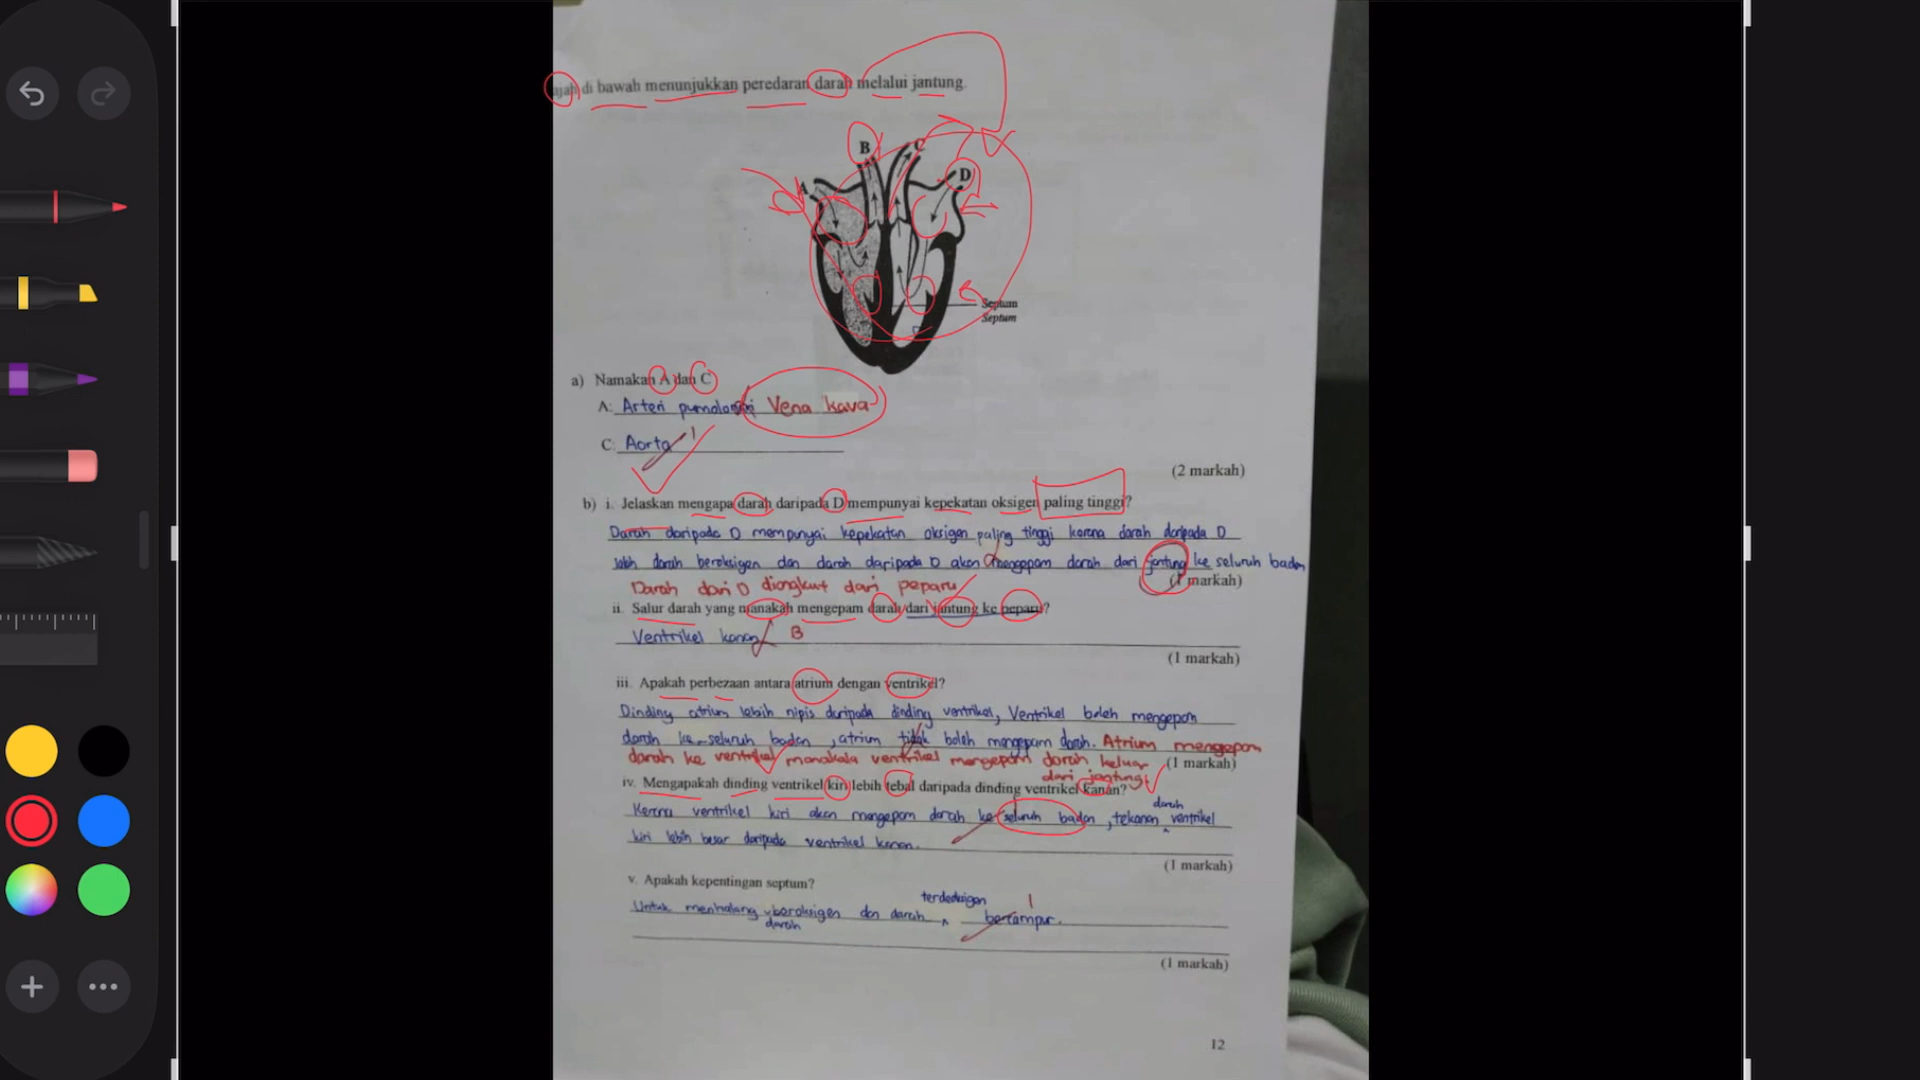 ajah di bawah menunjukkan peredaran darah melalui jantung
B
C
A
D
Septum
Septum
a) Namakan A dan C
A: Arteri Vena kava
C: Aorta 1
(2 markah)
b) i. Jelaskan mengapa darah daripada D mempunyai kepekatan oksigen paling tinggi?
Darah daripada D mempunyai kepekatan oksigen paling tinggi kerana darah daripada D
ialah darah beroksigen dan darah daripada D akan mengepam darah dari jantung ke seluruh badan
(1 markah)
Darah dari D diangkut dari peparu
ii. Salur darah yang manakah mengepam darah dari jantung ke peparu?
Ventrikel kanan B
(1 markah)
iii. Apakah perbezaan antara atrium dengan ventrikel?
Dinding atrium lebih nipis daripada dinding ventrikel, Ventrikel boleh mengepam
darah ke seluruh badan, atrium tidak boleh mengepam darah. Atrium mengepam
darah ke ventrikel manakala ventrikel mengepam darah keluar (1 markah)
dari jantung
iv. Mengapakah dinding ventrikel kiri lebih tebal daripada dinding ventrikel kanan?
darah
Kerana ventrikel kiri akan mengepam darah ke seluruh badan, tekanan ventrikel
kiri lebih besar daripada ventrikel kanan.
(1 markah)
v. Apakah kepentingan septum?
1
Untuk menhalang beroksigen dan darah bercampur.
darah
(1 markah)
12